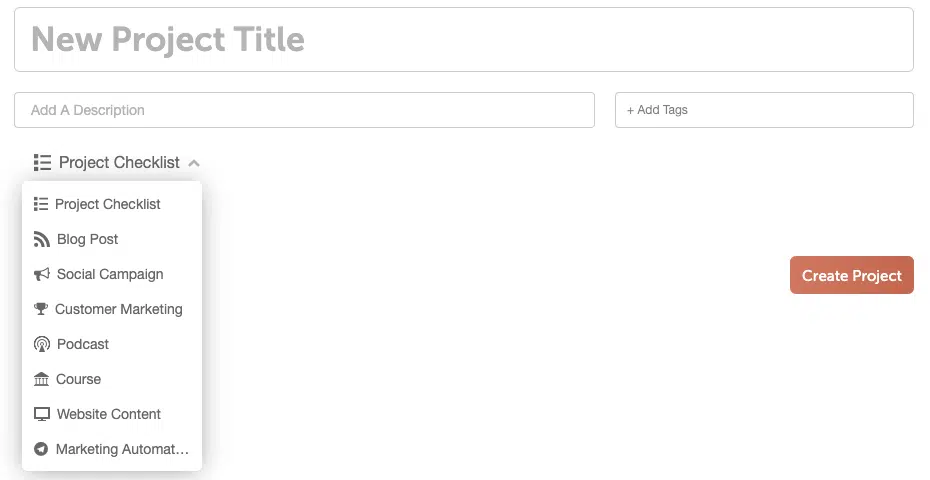 New Project Title
Add A Description
+ Add Tags
Project Checklist
Project Checklist
Blog Post
Social Campaign
Customer Marketing
Podcast
Course
Website Content
Marketing Automat…
Create Project